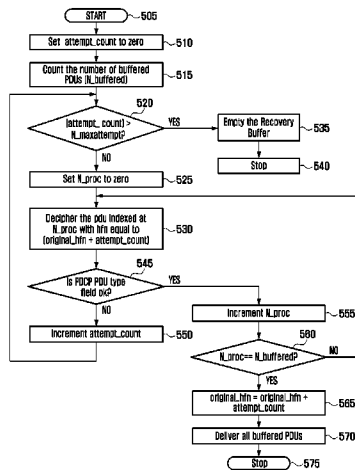 START
505
Set attempt_count to zero
510
Count the number of buffered
PDUs (N_buffered)
515
520
(attempt_ count) >
N_maxattempt?
YES
Empty the Recovery
Buffer
535
NO
Stop
540
Set N_proc to zero
525
Decipher the pdu indexed at
N_proc with hfn equal to
(original_hfn + attempt_count)
530
545
Is PDCP PDU type
field ok?
YES
NO
Increment N_proc
555
Increment attempt_count
550
560
N_proc== N_buffered?
NO
YES
original_hfn = original_hfn +
attempt_count
565
Deliver all buffered PDUs
570
Stop
575